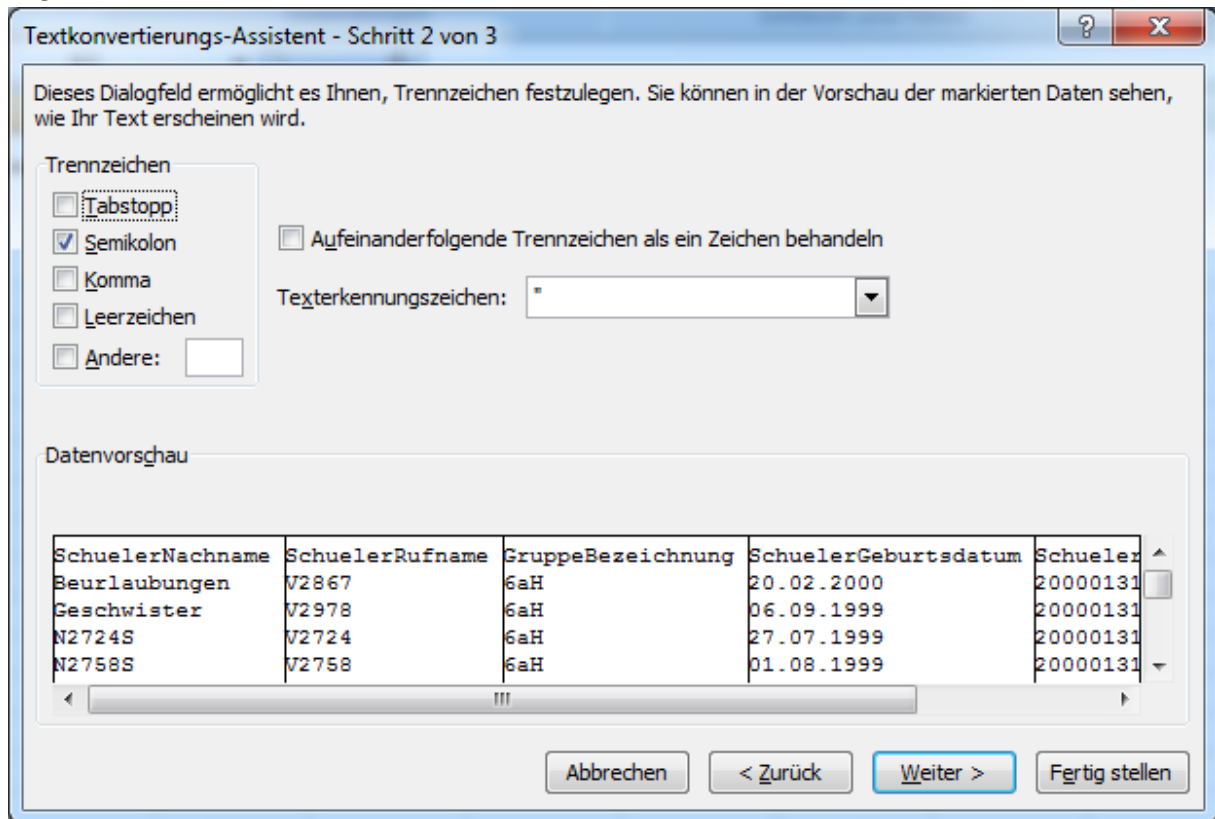 Textkonvertierungs-Assistent - Schritt 2 von 3
Dieses Dialogfeld ermöglicht es Ihnen, Trennzeichen festzulegen. Sie können in der Vorschau der markierten Daten sehen,
wie Ihr Text erscheinen wird.
Trennzeichen
Tabstopp
Semikolon
Komma
Leerzeichen
Andere:
Aufeinanderfolgende Trennzeichen als ein Zeichen behandeln
Texterkennungszeichen: "
Datenvorschau
SchuelerNachname SchuelerRufname GruppeBezeichnung SchuelerGeburtsdatum Schueler
Beurlaubungen V2867 6aH 20.02.2000 20000131
Geschwister V2978 6aH 06.09.1999 20000131
N2724S V2724 6aH 27.07.1999 20000131
N2758S V2758 6aH 01.08.1999 20000131
Abbrechen < Zurück Weiter > Fertig stellen